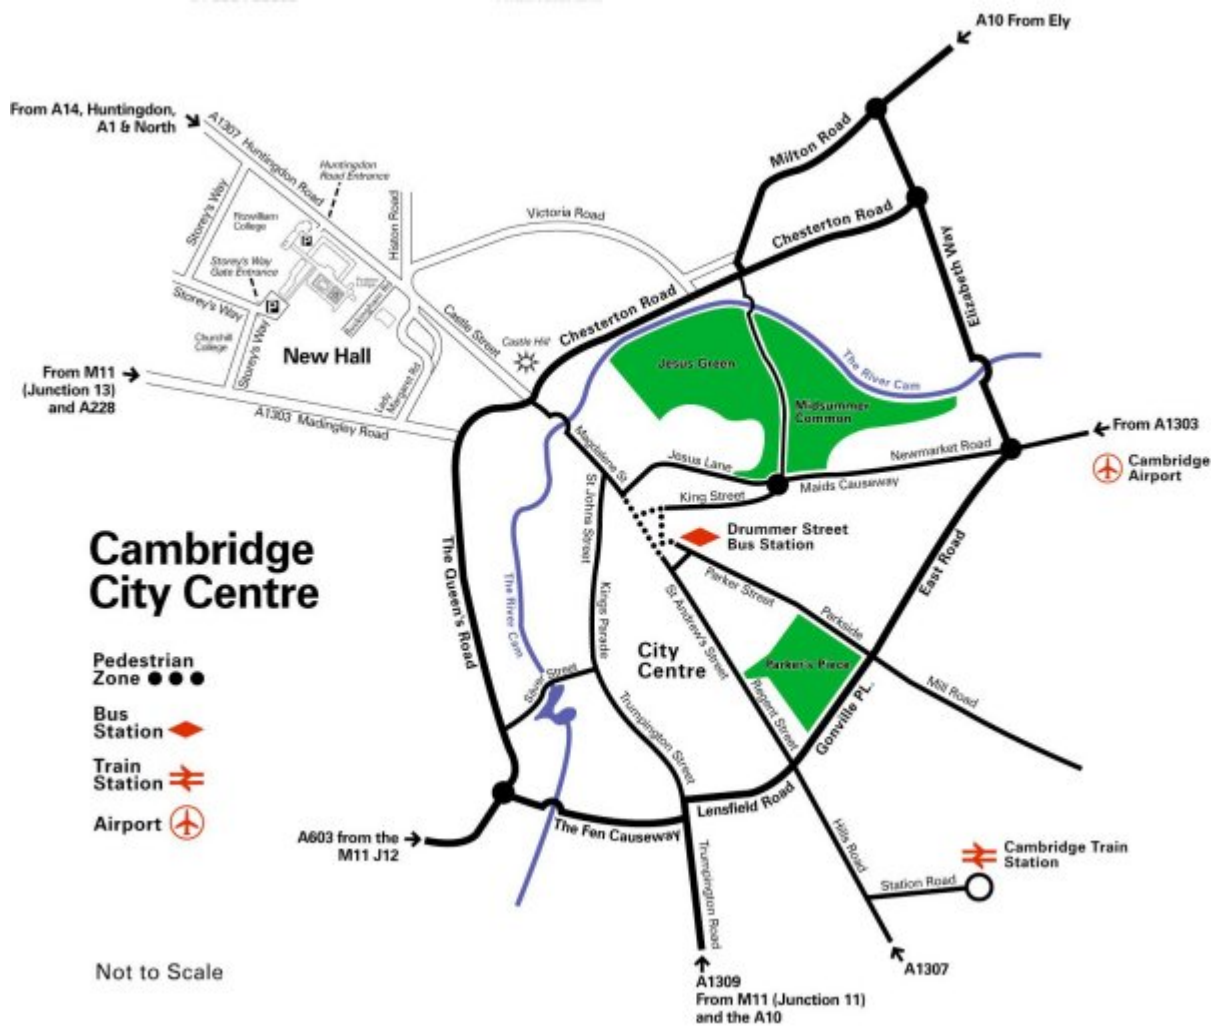 A10 From Ely
From A14, Huntingdon,
A1 & North
A1307 Huntingdon Road
Huntingdon
Road Entrance
Milton Road
Storey's Way
Fitzwilliam
College
Histon Road
Victoria Road
Chesterton Road
Elizabeth Way
Storey's Way
Gate Entrance
P
P
Storey's Way
Buckingham Rd
Churchill
College
Storey's Way
New Hall
Castle Street
Castle Hill
Chesterton Road
Jesus Green
The River Cam
Midsummer
Common
From M11
(Junction 13)
and A228
Lady
Margaret Rd
A1303 Madingley Road
From A1303
Newmarket Road
Cambridge
Airport
Magdalene St
Jesus Lane
Maids Causeway
King Street
St Johns Street
Drummer Street
Bus Station
Cambridge
City Centre
The Queen's Road
The River Cam
Kings Parade
Parker Street
Parkside
East Road
St Andrew's Street
City
Centre
Parker's Piece
Mill Road
Pedestrian
Zone
Bus
Station
Train
Station
Airport
Silver Street
Trumpington Street
Regent Street
Gonville PL.
Lensfield Road
The Fen Causeway
A603 from the
M11 J12
Hills Road
Cambridge Train
Station
Station Road
Trumpington Road
Not to Scale
A1307
A1309
From M11 (Junction 11)
and the A10